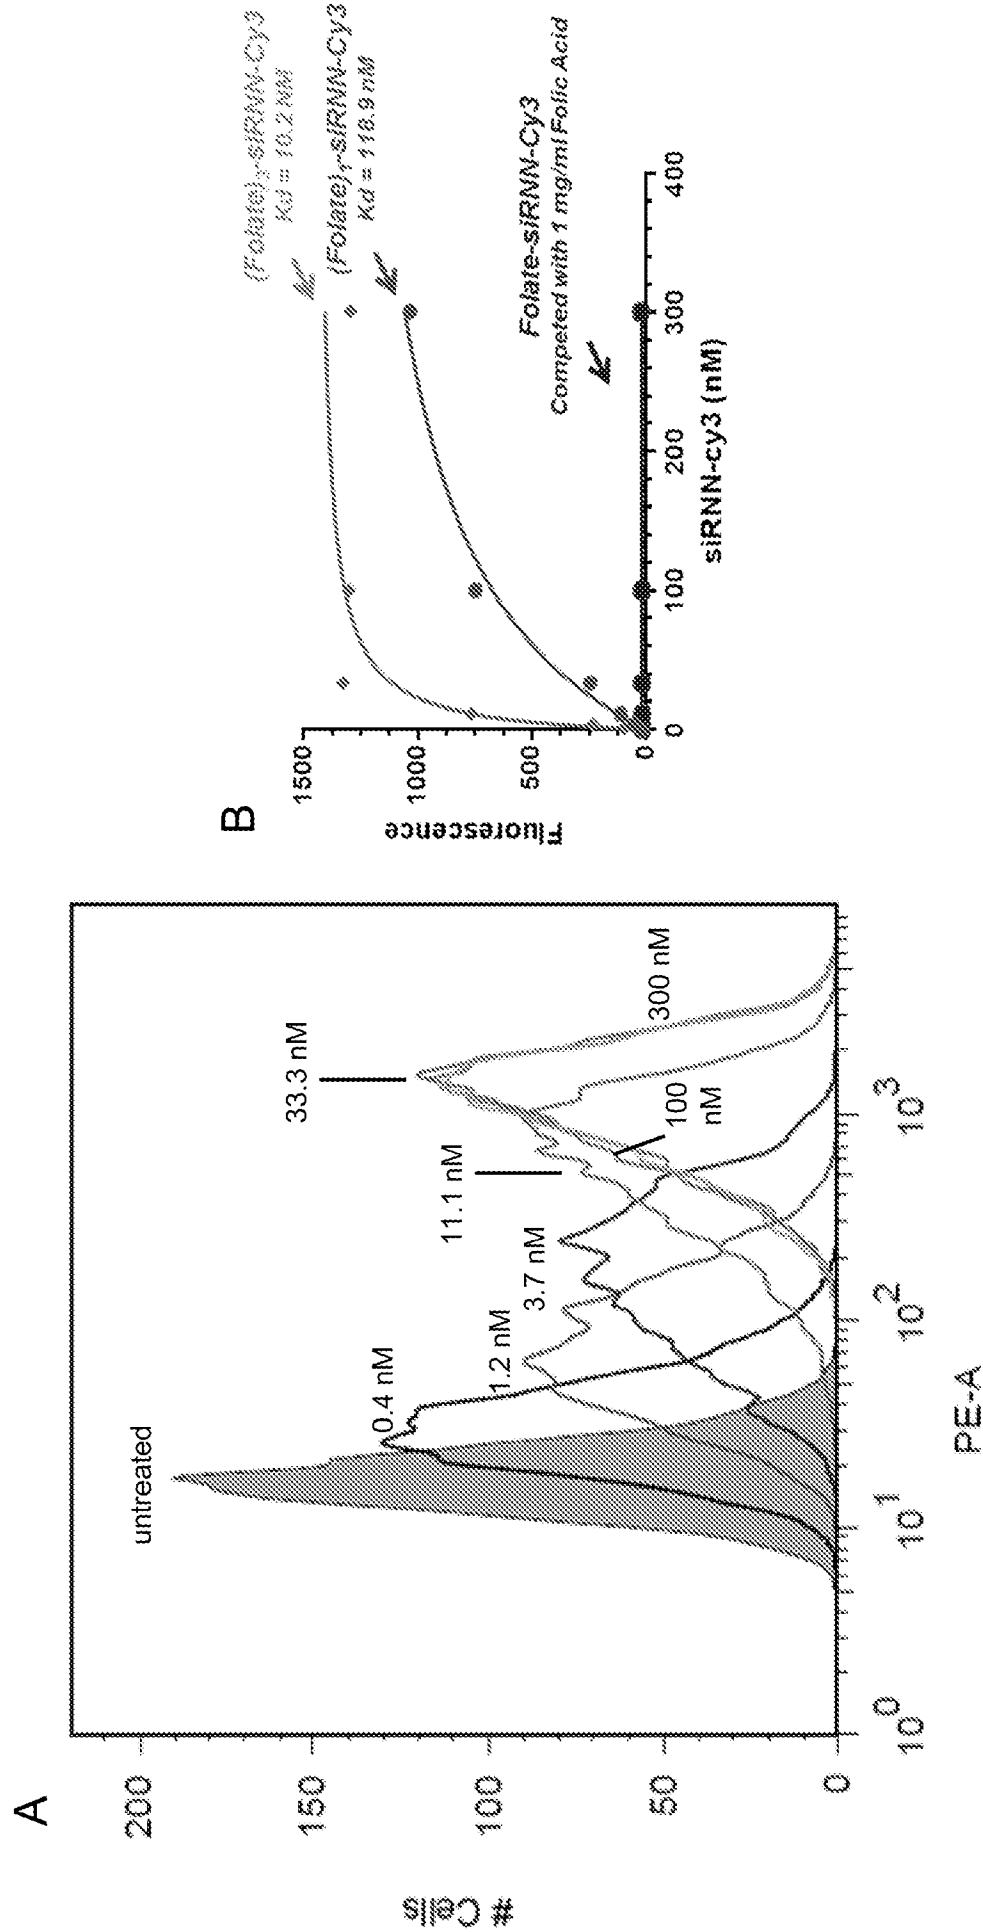 A
# Cells
200
150
100
50
0
untreated
0.4 nM
1.2 nM
3.7 nM
11.1 nM
33.3 nM
100
nM
300 nM
10^0
10^1
10^2
10^3
PE-A
B
Fluorescence
1500
1000
500
0
(Folate)3-siRNN-Cy3
Kd = 10.2 NM
(Folate)1-siRNN-Cy3
Kd = 118.9 nM
Folate-siRNN-Cy3
Competed with 1 mg/ml Folic Acid
0
100
200
300
400
siRNN-cy3 (nM)